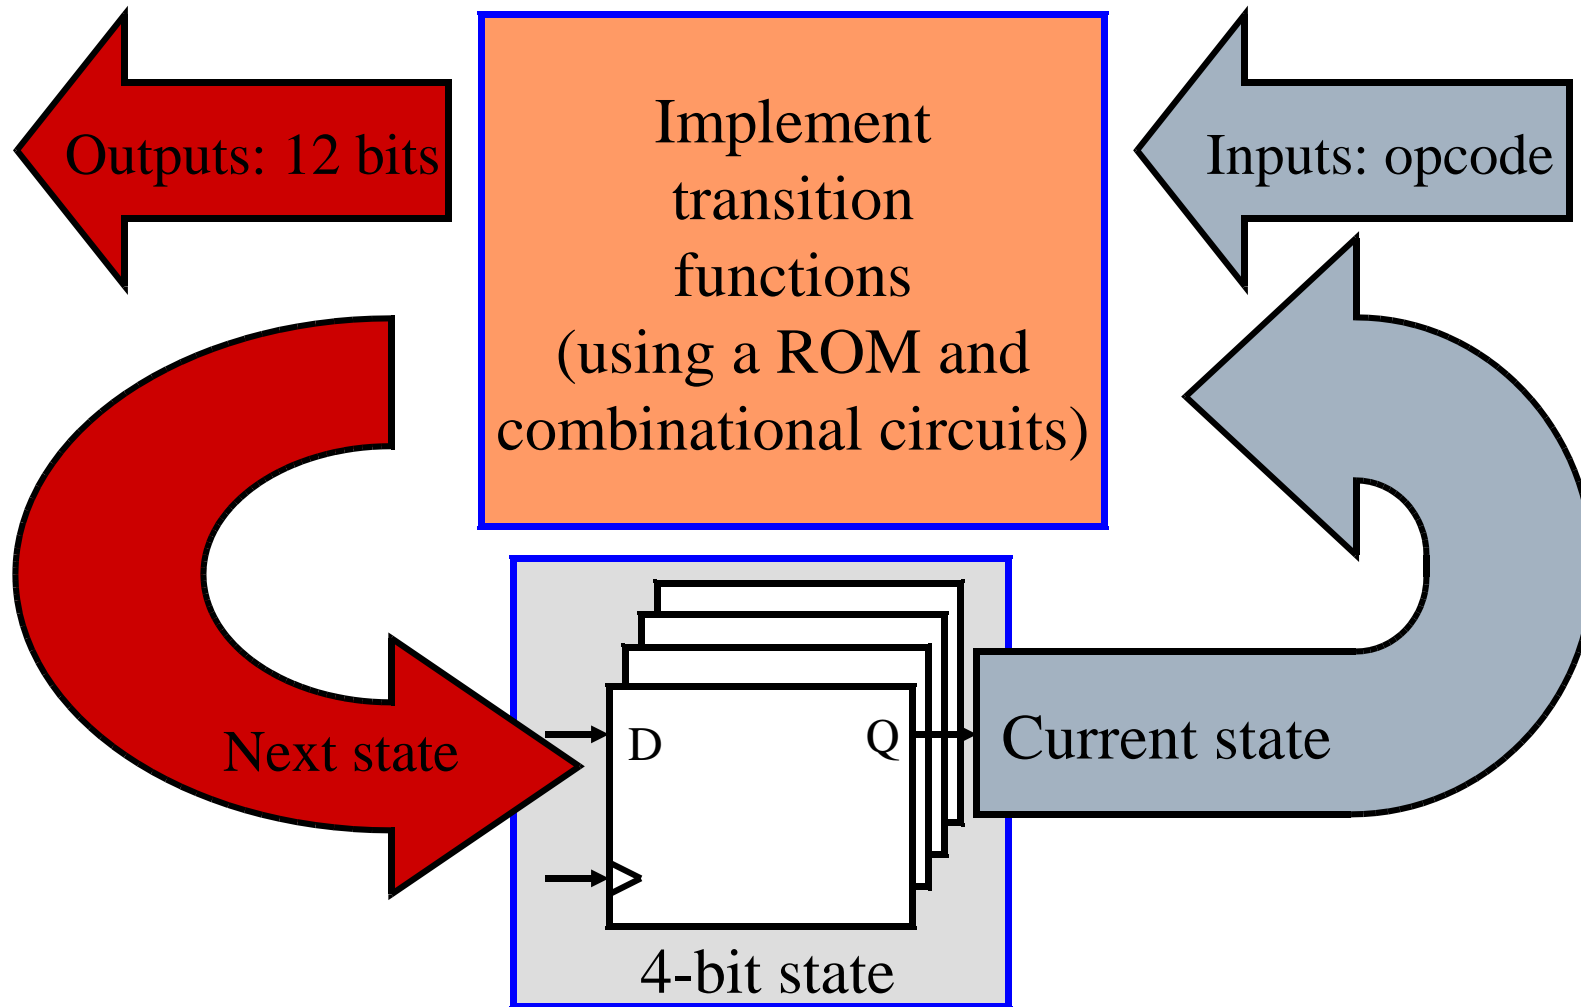 Outputs: 12 bits
Implement
transition
functions
(using a ROM and
combinational circuits)
Inputs: opcode
Next state
D
Q
Current state
4-bit state